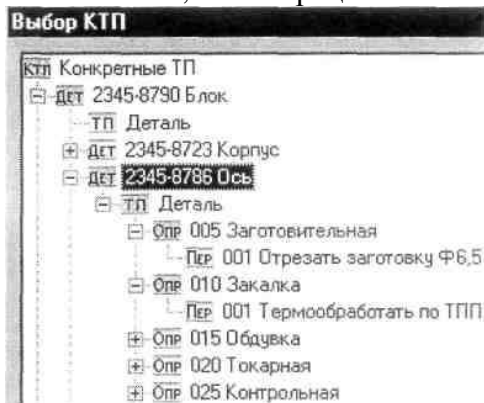 Выбор КТП
КТП Конкретные ТП
ДЕТ 2345-8790 Блок
ТП Деталь
ДЕТ 2345-8723 Корпус
ДЕТ 2345-8786 Ось
ТП Деталь
Опр 005 Заготовительная
Пер 001 Отрезать заготовку Ф6,5
Опр 010 Закалка
Пер 001 Термообработать по ТПП
Опр 015 Обдувка
Опр 020 Токарная
Опр 025 Контрольная